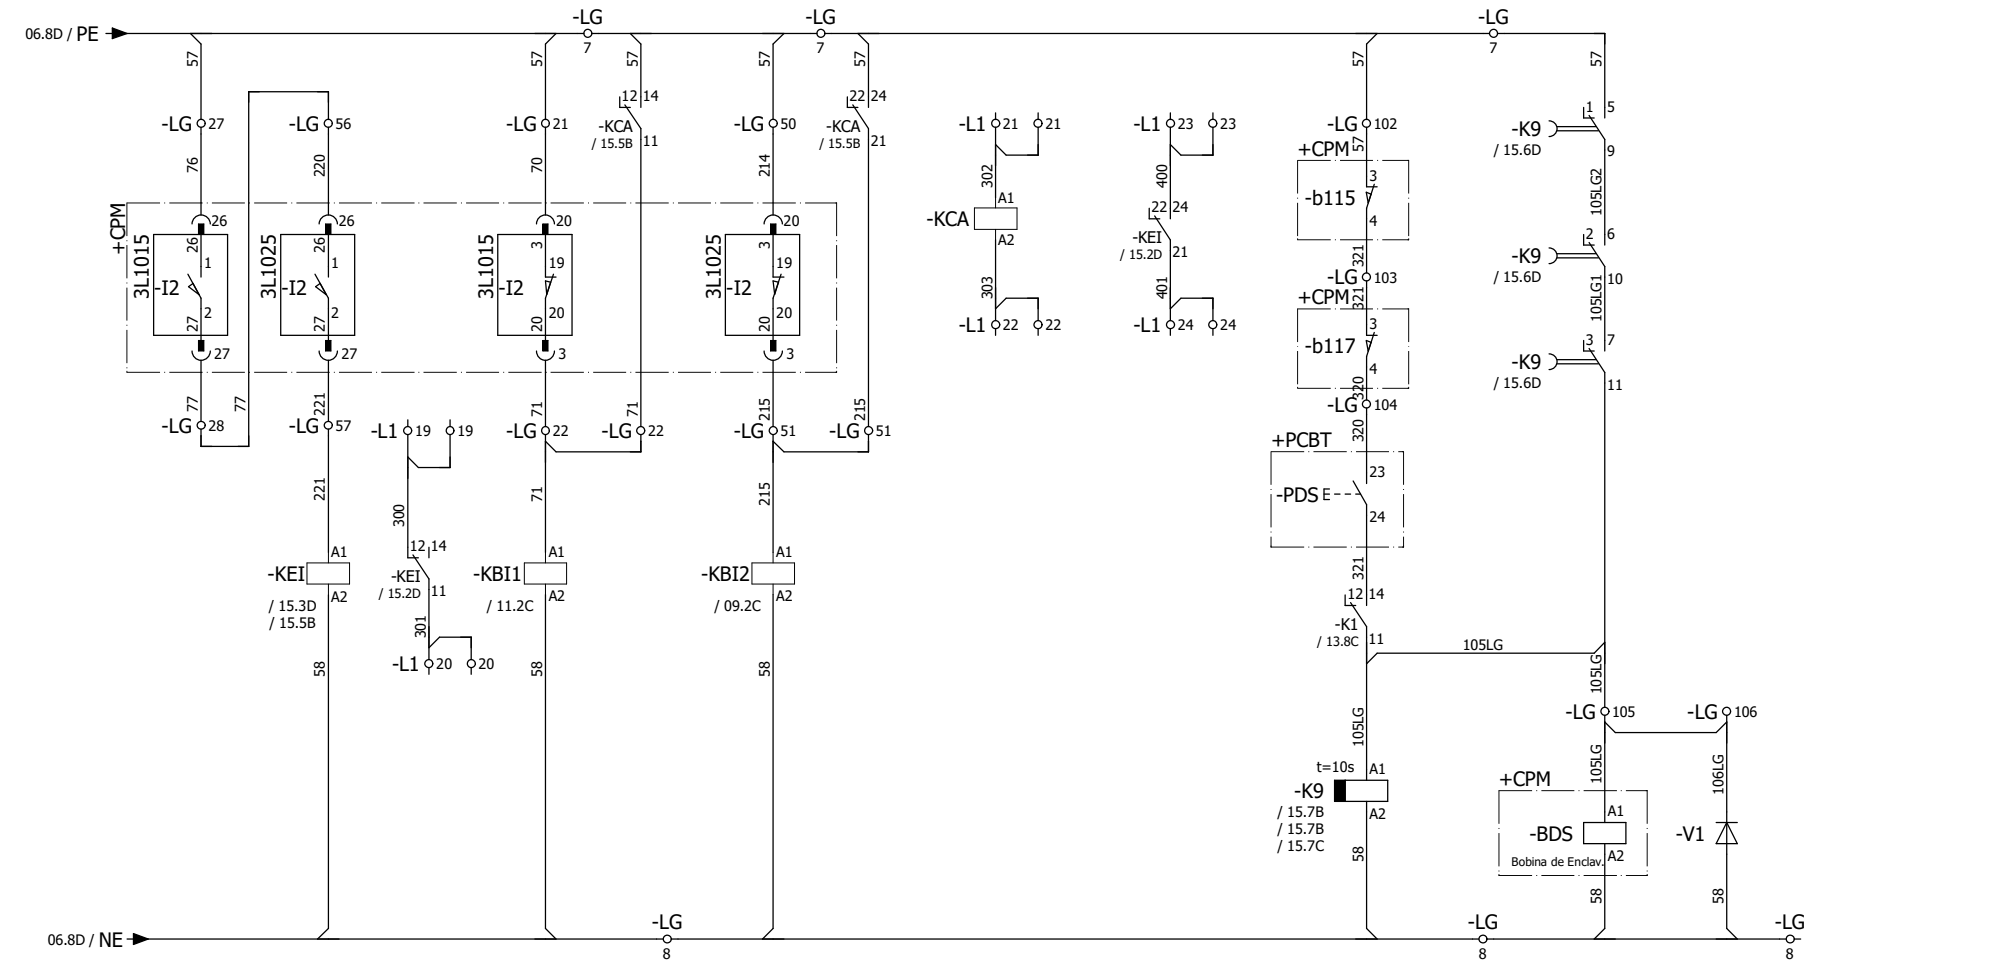 -LG -LG -LG
06.8D / PE
7 7 7
57 57 57 57 57 57 57
12 14 22 24 1 5
-LG 27 -LG 56 -LG 21 -KCA -LG 50 -KCA -L1 21 21 -L1 23 23 -LG 102 -K9
/ 15.5B 11 / 15.5B 21 57 / 15.6D 9
+CPM
76 220 70 214 302 400 3 105LG2
-b115
A1 22 24 4
+CPM 26 26 20 20 -KCA -KEI 2 6
A2 / 15.2D 21 321 -K9
3L1015 26 3L1025 26 3L1015 3 3L1025 3 / 15.6D 10
1 1 19 19 -LG 103
-I2 -I2 -I2 -I2 303 401 321 105LG1
+CPM
2 2 20 20
27 27 20 20 -L1 22 22 -L1 24 24 3
-b117 3 7
27 27 3 3 4 -K9
/ 15.6D 11
320
77 77 221 71 71 215 215 -LG 104
-LG 28 -LG 57 -L1 19 19 -LG 22 -LG 22 -LG 51 -LG 51 320
+PCBT
23
221 71 215 -PDS E
300 24
12 14 321
A1 A1 A1
-KEI -KEI -KBI1 -KBI2
/ 15.2D 11
A2 A2 A2 12 14
/ 15.3D / 11.2C / 09.2C
/ 15.5B -K1
301 / 13.8C 11
105LG
-L1 20 20
58 58 58 105LG
-LG 105 -LG 106
105LG
105LG 106LG
t=10s A1
-K9 +CPM
/ 15.7B A2 A1
/ 15.7B -BDS -V1
/ 15.7C A2
Bobina de Enclav.
58 58 58
-LG -LG -LG
06.8D / NE
8 8 8